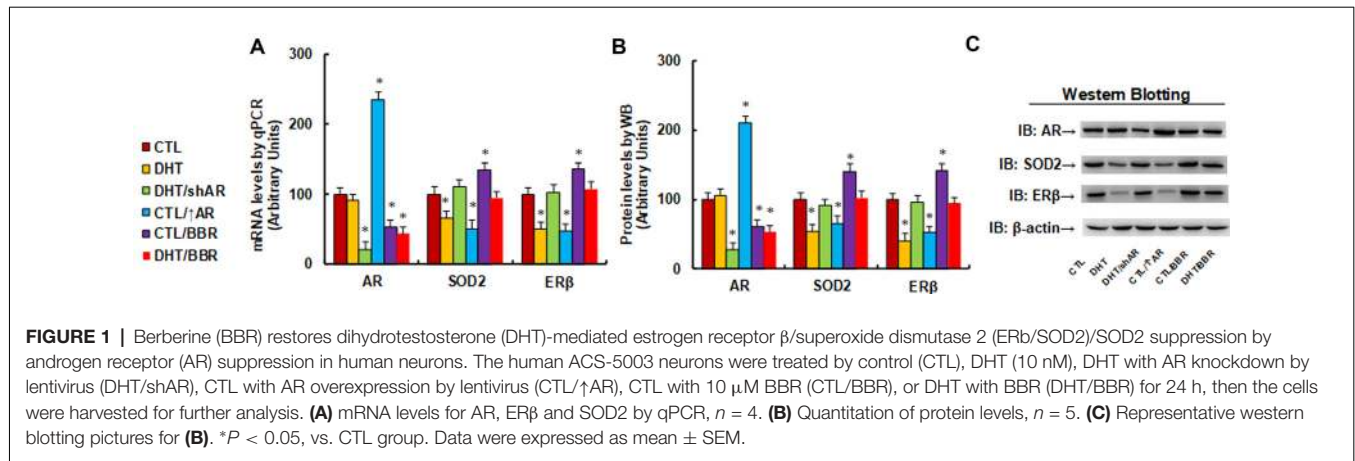 A
B
C
300
200
100
0
mRNA levels by qPCR
(Arbitrary Units)
*
*
*
*
*
*
*
*
*
*
AR
SOD2
ERβ
CTL
DHT
DHT/shAR
CTL/↑AR
CTL/BBR
DHT/BBR
300
200
100
0
Protein levels by WB
(Arbitrary Units)
*
*
*
*
*
*
*
*
*
*
AR
SOD2
ERβ
Western Blotting
IB: AR→
IB: SOD2→
IB: ERβ→
IB: β-actin→
CTL
DHT
DHT/shAR
CTL/↑AR
CTL/BBR
DHT/BBR
FIGURE 1 | Berberine (BBR) restores dihydrotestosterone (DHT)-mediated estrogen receptor β/superoxide dismutase 2 (ERb/SOD2)/SOD2 suppression by
androgen receptor (AR) suppression in human neurons. The human ACS-5003 neurons were treated by control (CTL), DHT (10 nM), DHT with AR knockdown by
lentivirus (DHT/shAR), CTL with AR overexpression by lentivirus (CTL/↑AR), CTL with 10 μM BBR (CTL/BBR), or DHT with BBR (DHT/BBR) for 24 h, then the cells
were harvested for further analysis. (A) mRNA levels for AR, ERβ and SOD2 by qPCR, n = 4. (B) Quantitation of protein levels, n = 5. (C) Representative western
blotting pictures for (B). *P < 0.05, vs. CTL group. Data were expressed as mean ± SEM.